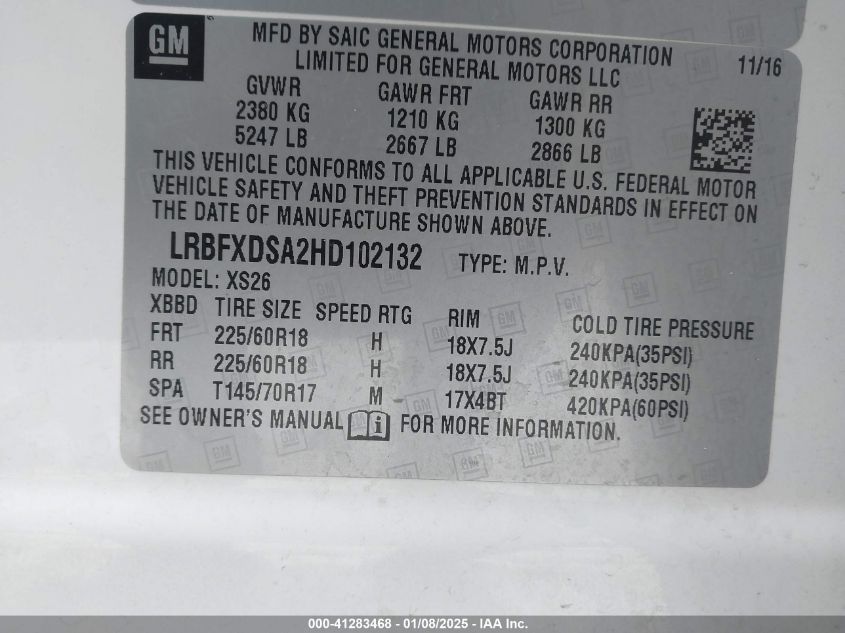 GM
MFD BY SAIC GENERAL MOTORS CORPORATION
LIMITED FOR GENERAL MOTORS LLC
11/16
GVWR GAWR FRT GAWR RR
2380 KG 1210 KG 1300 KG
5247 LB 2667 LB 2866 LB
THIS VEHICLE CONFORMS TO ALL APPLICABLE U.S. FEDERAL MOTOR
VEHICLE SAFETY AND THEFT PREVENTION STANDARDS IN EFFECT ON
THE DATE OF MANUFACTURE SHOWN ABOVE.
LRBFXDSA2HD102132 TYPE: M.P.V.
MODEL: XS26
XBBD TIRE SIZE SPEED RTG RIM COLD TIRE PRESSURE
FRT 225/60R18 H 18X7.5J 240KPA(35PSI)
RR 225/60R18 H 18X7.5J 240KPA(35PSI)
SPA T145/70R17 M 17X4BT 420KPA(60PSI)
SEE OWNER'S MANUAL i FOR MORE INFORMATION.
000-41283468 - 01/08/2025 - IAA Inc.